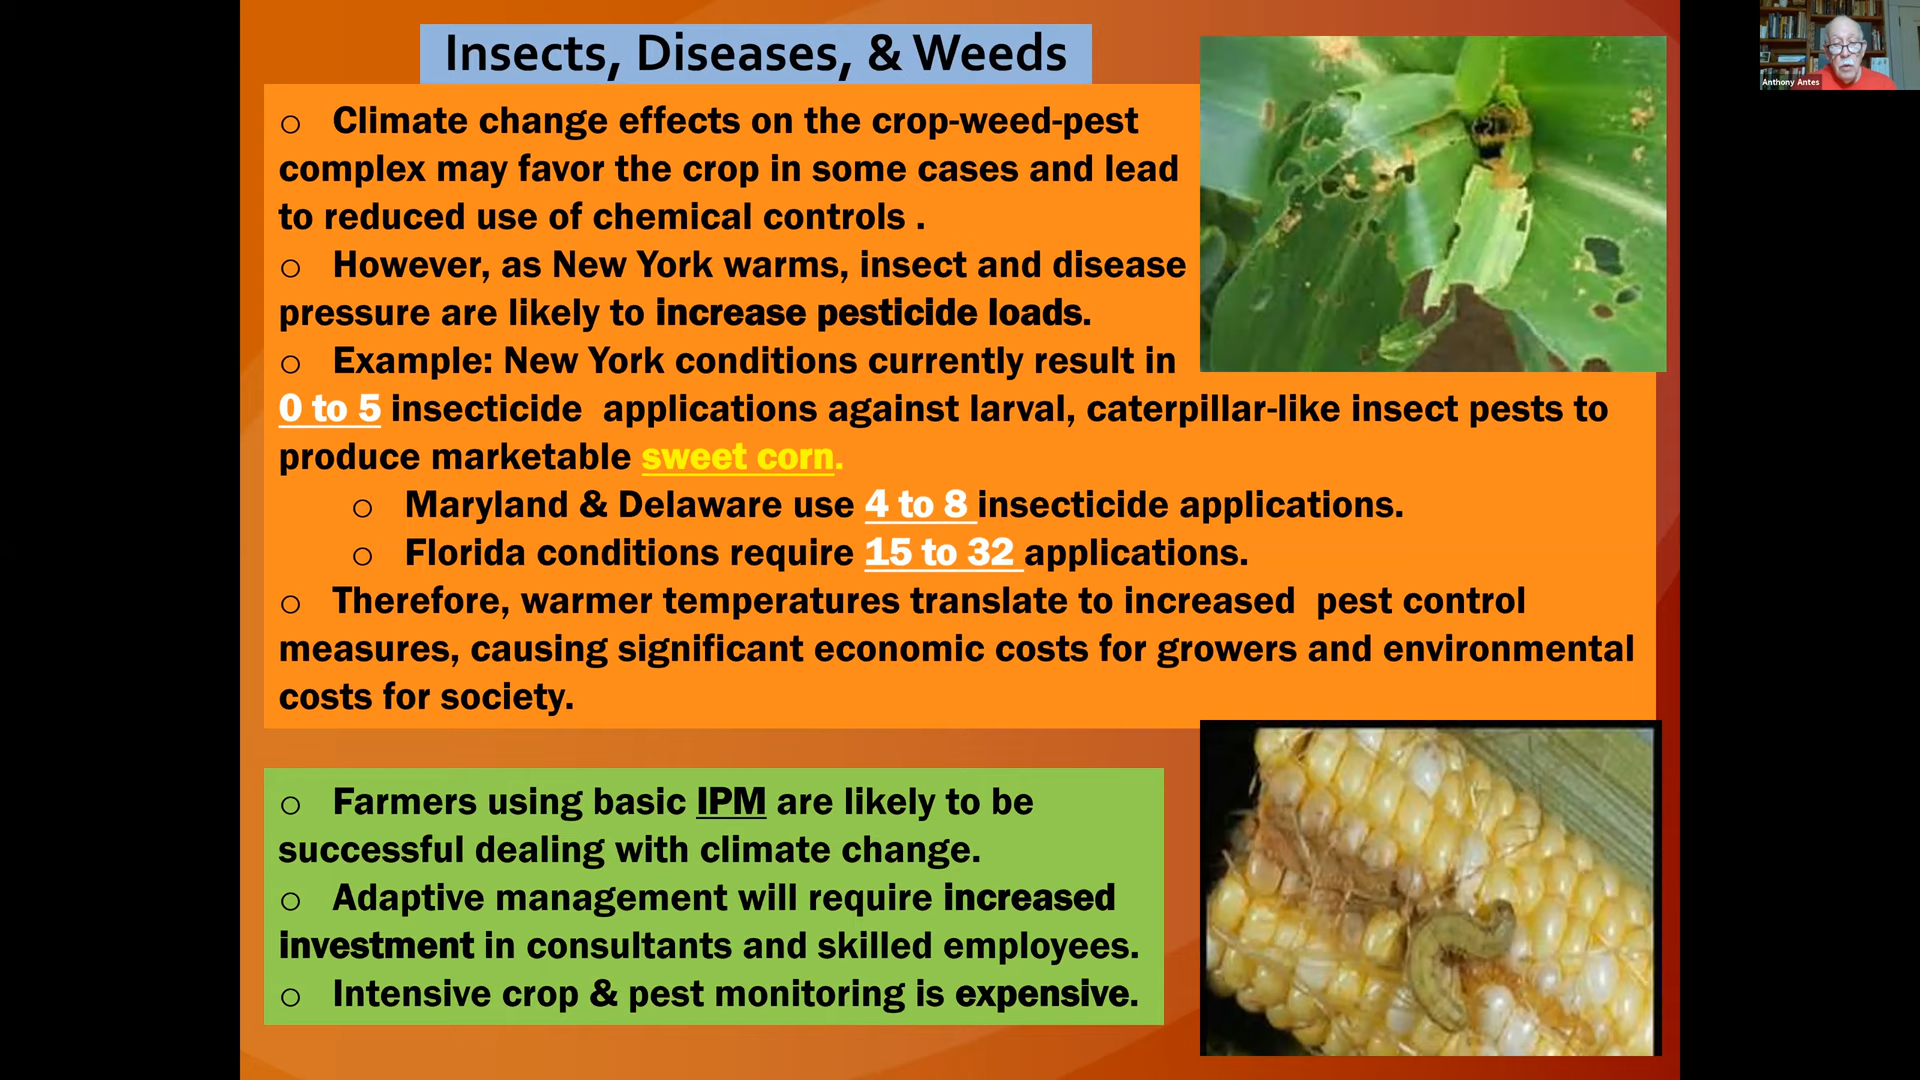 Insects, Diseases, & Weeds
Anthony Antes
o Climate change effects on the crop-weed-pest
complex may favor the crop in some cases and lead
to reduced use of chemical controls .
o However, as New York warms, insect and disease
pressure are likely to increase pesticide loads.
o Example: New York conditions currently result in
0 to 5 insecticide applications against larval, caterpillar-like insect pests to
produce marketable sweet corn.
o Maryland & Delaware use 4 to 8 insecticide applications.
o Florida conditions require 15 to 32 applications.
o Therefore, warmer temperatures translate to increased pest control
measures, causing significant economic costs for growers and environmental
costs for society.
o Farmers using basic IPM are likely to be
successful dealing with climate change.
o Adaptive management will require increased
investment in consultants and skilled employees.
o Intensive crop & pest monitoring is expensive.